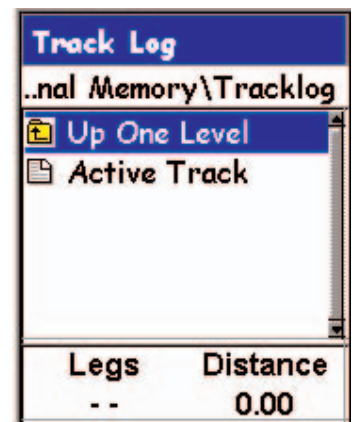 Track Log
..nal Memory\Tracklog
Up One Level
Active Track
Legs Distance
-- 0.00